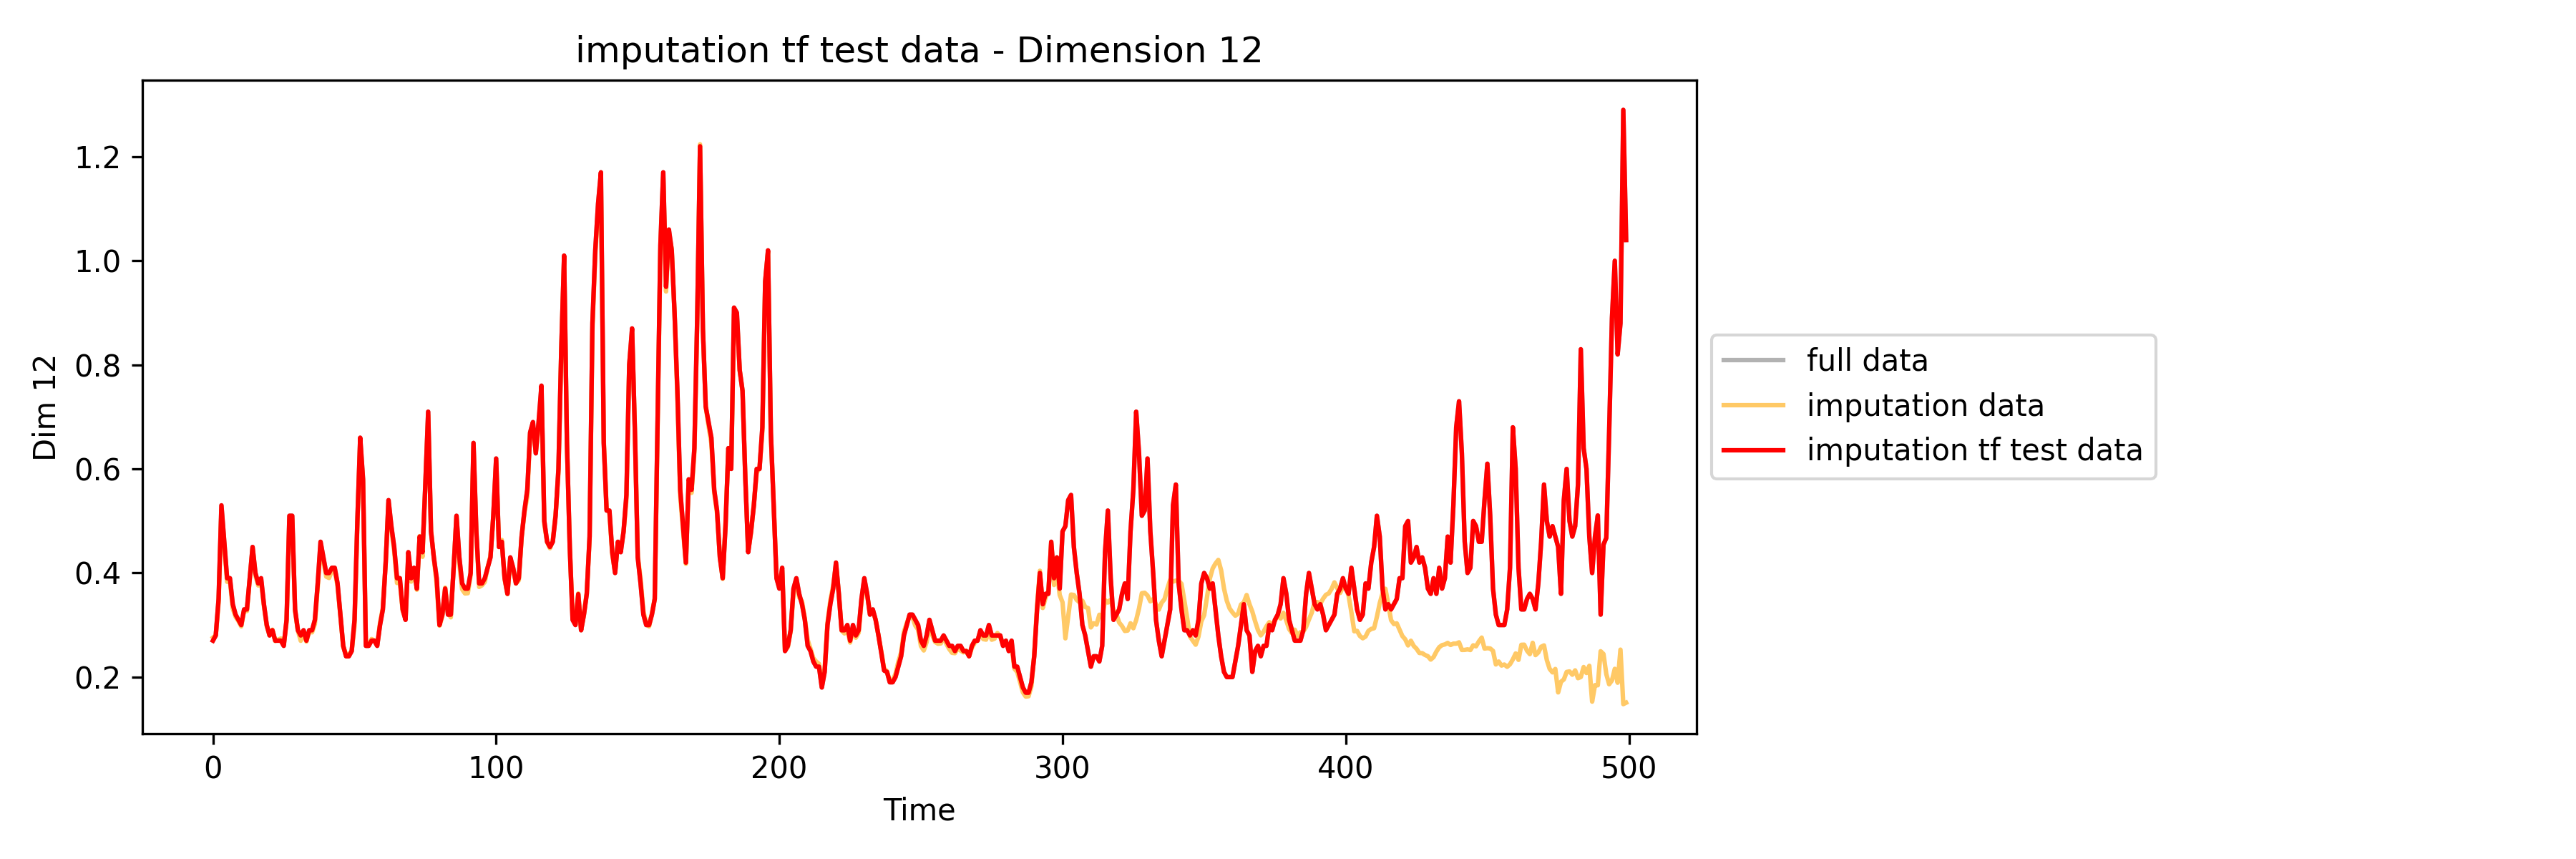 imputation tf test data - Dimension 12
Dim 12
1.2
1.0
0.8
0.6
0.4
0.2
0 100 200 300 400 500
Time
full data
imputation data
imputation tf test data